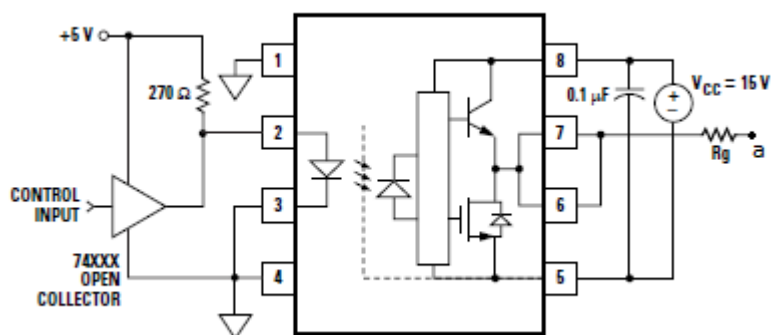 +5 V
270 Ω
CONTROL
INPUT
74XXX
OPEN
COLLECTOR
1
2
3
4
8
7
6
5
0.1 μF
VCC = 15 V
+
−
Rg
a